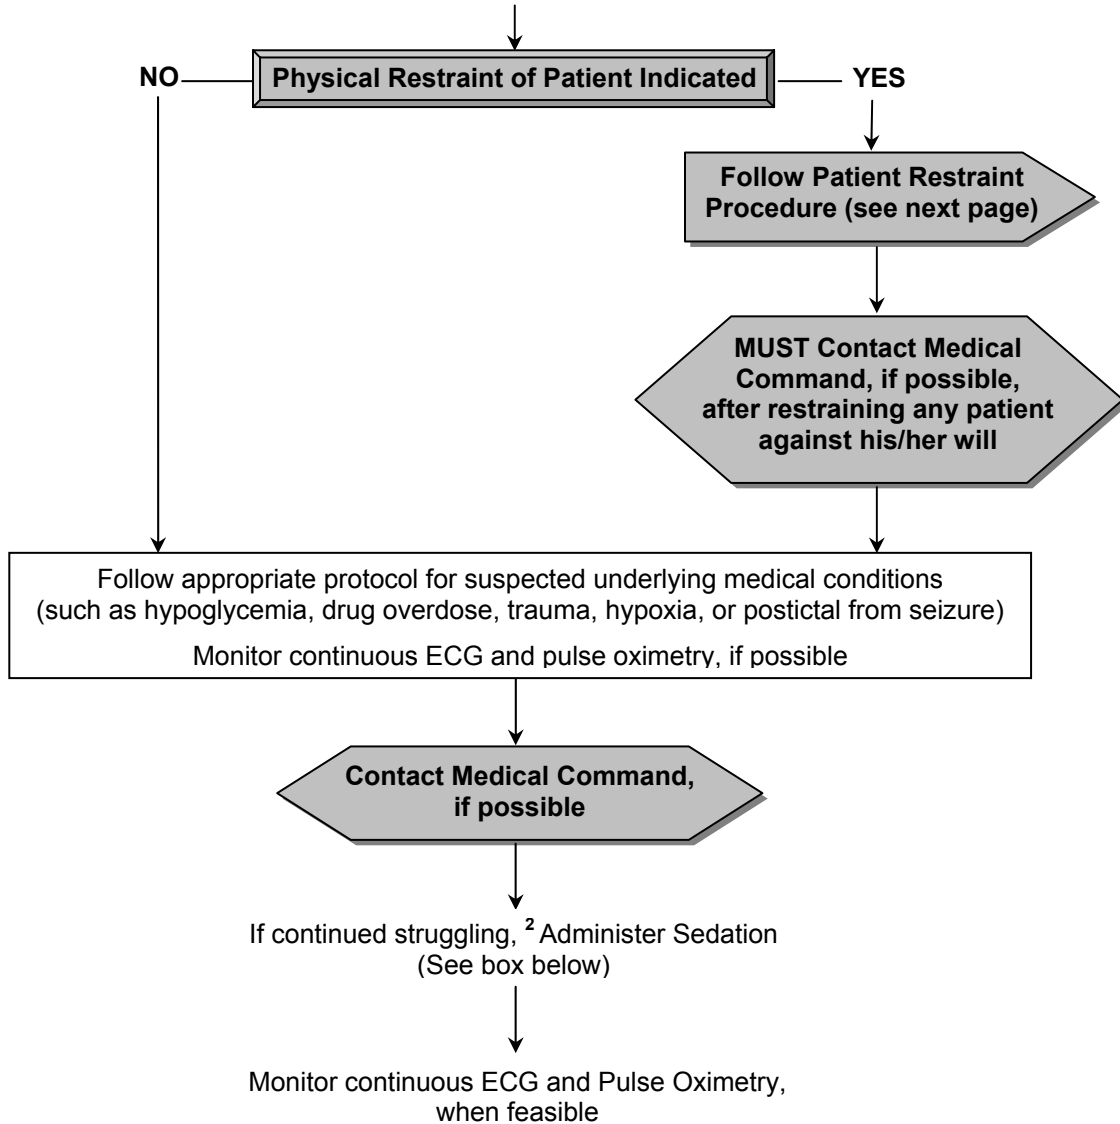 NO
Physical Restraint of Patient Indicated
YES
Follow Patient Restraint
Procedure (see next page)
MUST Contact Medical
Command, if possible,
after restraining any patient
against his/her will
Follow appropriate protocol for suspected underlying medical conditions
(such as hypoglycemia, drug overdose, trauma, hypoxia, or postictal from seizure)
Monitor continuous ECG and pulse oximetry, if possible
Contact Medical Command,
if possible
If continued struggling, ² Administer Sedation
(See box below)
Monitor continuous ECG and Pulse Oximetry,
when feasible